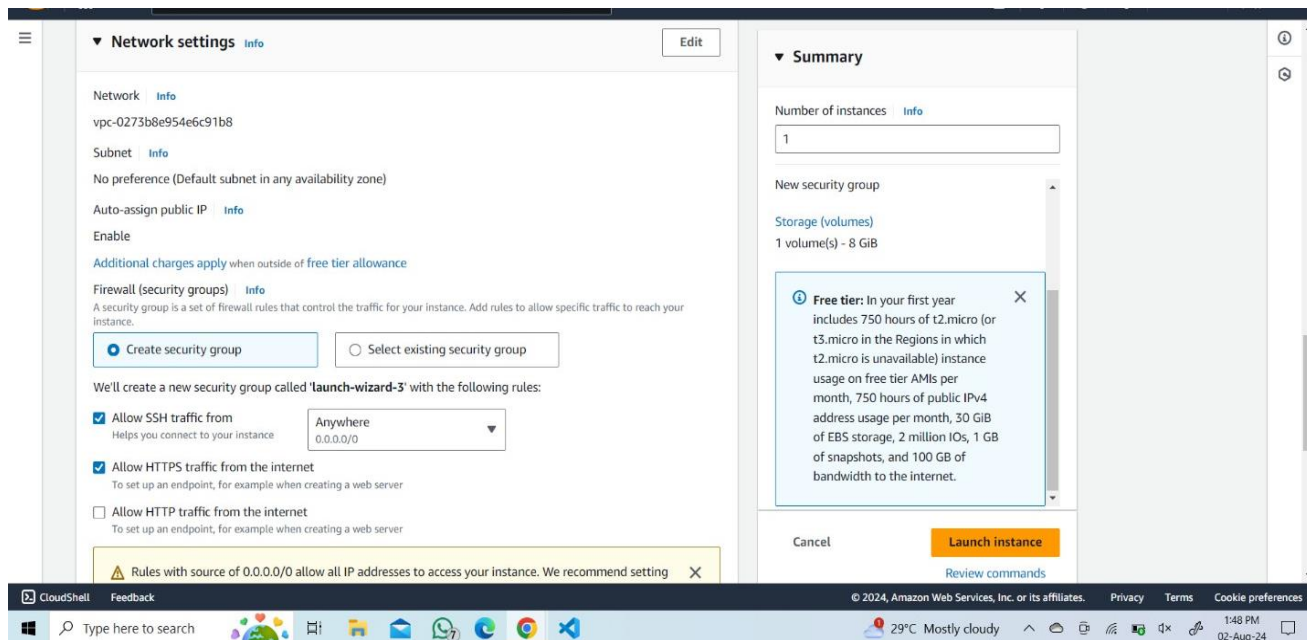 Network settings Info
Edit
Network Info
vpc-0273b8e954e6c91b8
Subnet Info
No preference (Default subnet in any availability zone)
Auto-assign public IP Info
Enable
Additional charges apply when outside of free tier allowance
Firewall (security groups) Info
A security group is a set of firewall rules that control the traffic for your instance. Add rules to allow specific traffic to reach your
instance.
Create security group
Select existing security group
We'll create a new security group called 'launch-wizard-3' with the following rules:
Allow SSH traffic from
Helps you connect to your instance
Anywhere
0.0.0.0/0
Allow HTTPS traffic from the internet
To set up an endpoint, for example when creating a web server
Allow HTTP traffic from the internet
To set up an endpoint, for example when creating a web server
Rules with source of 0.0.0.0/0 allow all IP addresses to access your instance. We recommend setting
Summary
Number of instances Info
1
New security group
Storage (volumes)
1 volume(s) - 8 GiB
Free tier: In your first year
includes 750 hours of t2.micro (or
t3.micro in the Regions in which
t2.micro is unavailable) instance
usage on free tier AMIs per
month, 750 hours of public IPv4
address usage per month, 30 GiB
of EBS storage, 2 million IOs, 1 GB
of snapshots, and 100 GB of
bandwidth to the internet.
Cancel
Launch instance
Review commands
CloudShell Feedback
© 2024, Amazon Web Services, Inc. or its affiliates. Privacy Terms Cookie preferences
Type here to search
29°C Mostly cloudy
1:48 PM
02-Aug-24